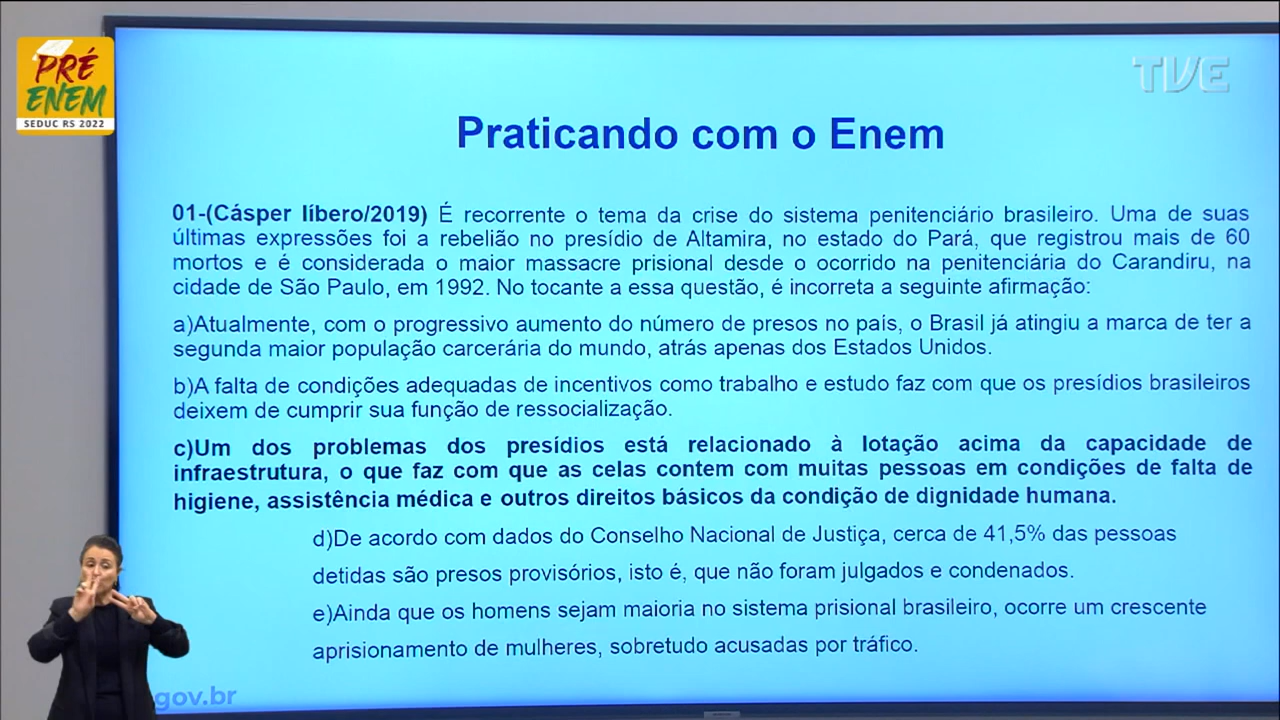 PRÉ
ENEM
SEDUC RS 2022
TVE
Praticando com o Enem
01-(Cásper líbero/2019) É recorrente o tema da crise do sistema penitenciário brasileiro. Uma de suas
últimas expressões foi a rebelião no presídio de Altamira, no estado do Pará, que registrou mais de 60
mortos e é considerada o maior massacre prisional desde o ocorrido na penitenciária do Carandiru, na
cidade de São Paulo, em 1992. No tocante a essa questão, é incorreta a seguinte afirmação:
a)Atualmente, com o progressivo aumento do número de presos no país, o Brasil já atingiu a marca de ter a
segunda maior população carcerária do mundo, atrás apenas dos Estados Unidos.
b)A falta de condições adequadas de incentivos como trabalho e estudo faz com que os presídios brasileiros
deixem de cumprir sua função de ressocialização.
c)Um dos problemas dos presídios está relacionado à lotação acima da capacidade de
infraestrutura, o que faz com que as celas contem com muitas pessoas em condições de falta de
higiene, assistência médica e outros direitos básicos da condição de dignidade humana.
d)De acordo com dados do Conselho Nacional de Justiça, cerca de 41,5% das pessoas
detidas são presos provisórios, isto é, que não foram julgados e condenados.
e)Ainda que os homens sejam maioria no sistema prisional brasileiro, ocorre um crescente
aprisionamento de mulheres, sobretudo acusadas por tráfico.
gov.br